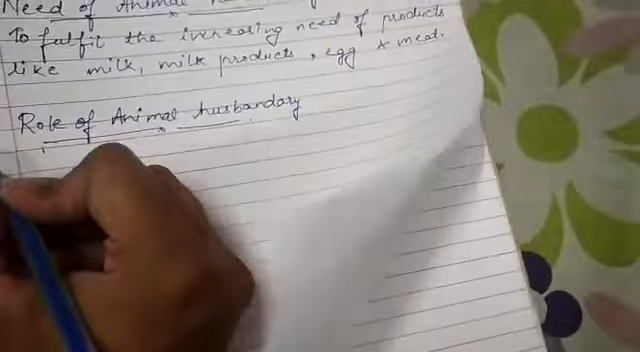 Need of Animal
To fulfil the increasing need of products
like milk, milk products, egg & meat.
Role of Animal husbandary